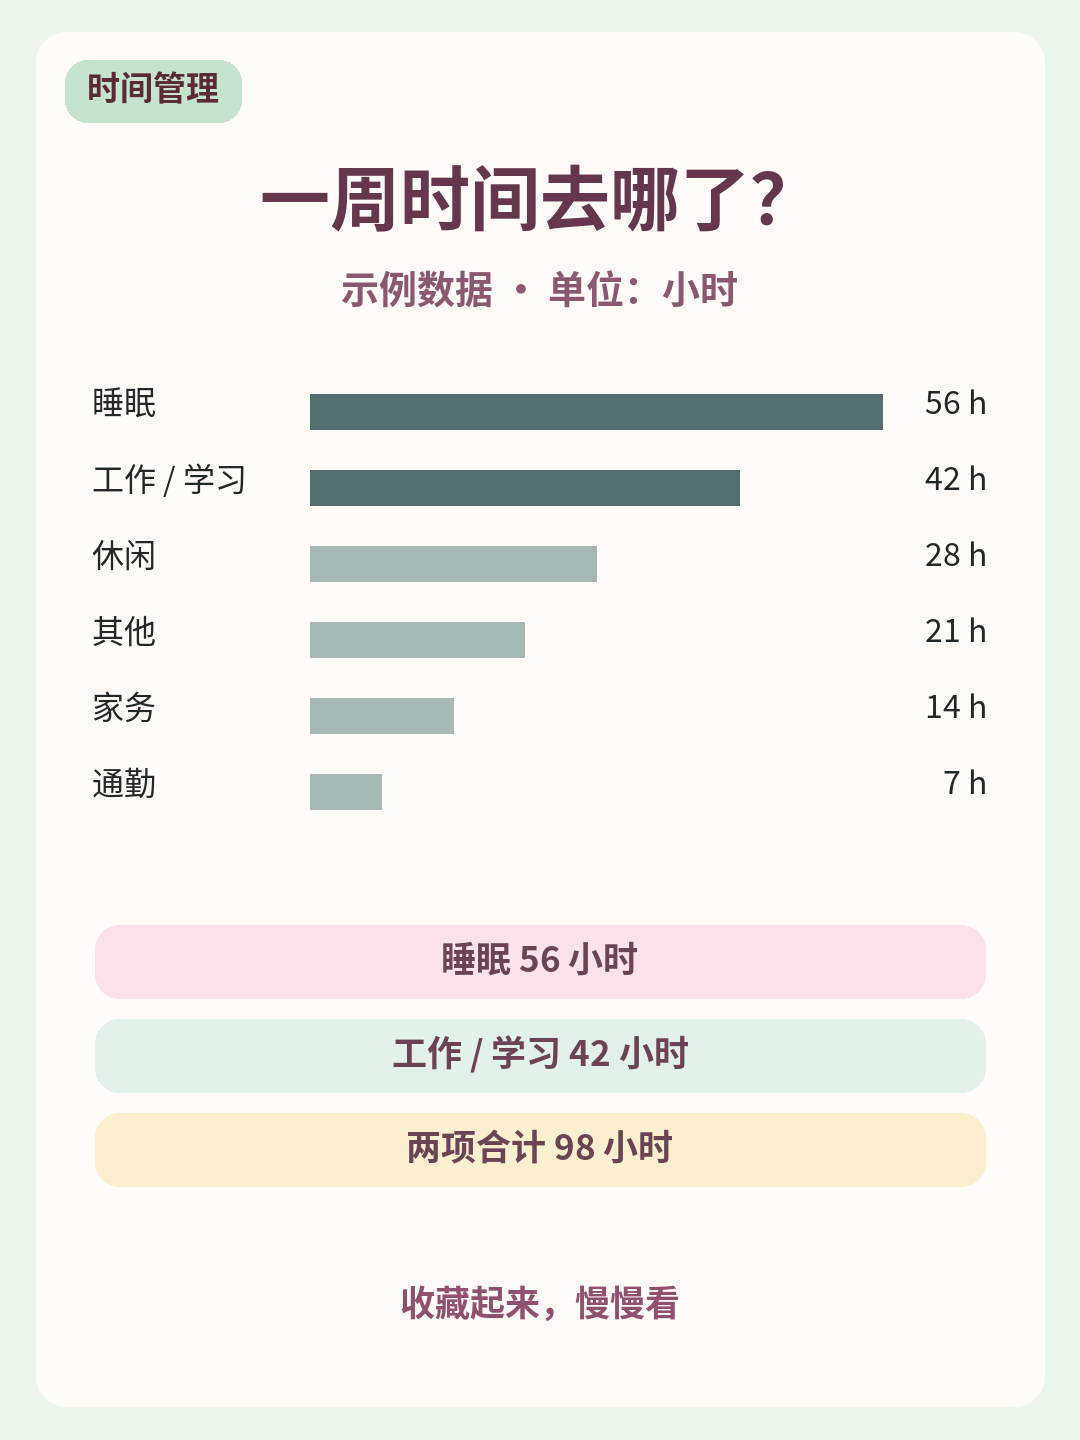 时间管理
一周时间去哪了？
示例数据 · 单位：小时
睡眠 56 h
工作 / 学习 42 h
休闲 28 h
其他 21 h
家务 14 h
通勤 7 h
睡眠 56 小时
工作 / 学习 42 小时
两项合计 98 小时
收藏起来，慢慢看